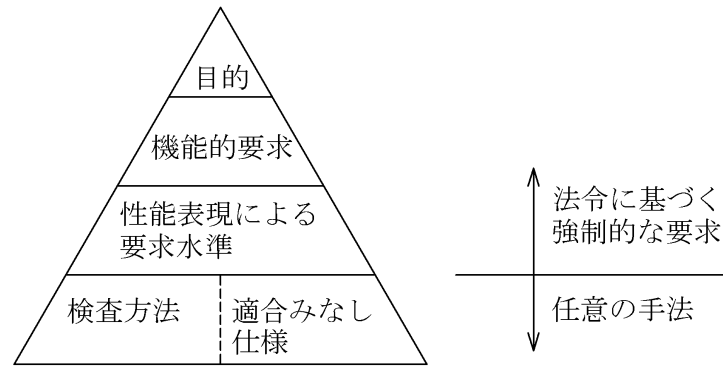 目的
機能的要求
性能表現による
要求水準
検査方法
適合みなし
仕様
法令に基づく
強制的な要求
任意の手法